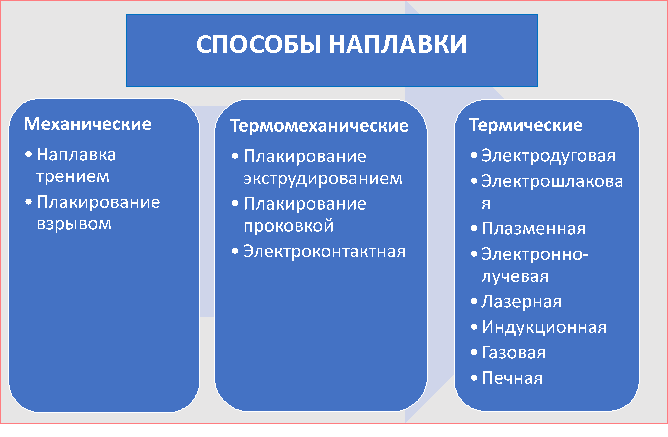 СПОСОБЫ НАПЛАВКИ
Механические
• Наплавка
трением
• Плакирование
взрывом
Термомеханические
• Плакирование
экструдированием
• Плакирование
проковкой
• Электроконтактная
Термические
• Электродуговая
• Электрошлакова
я
• Плазменная
• Электронно-
лучевая
• Лазерная
• Индукционная
• Газовая
• Печная